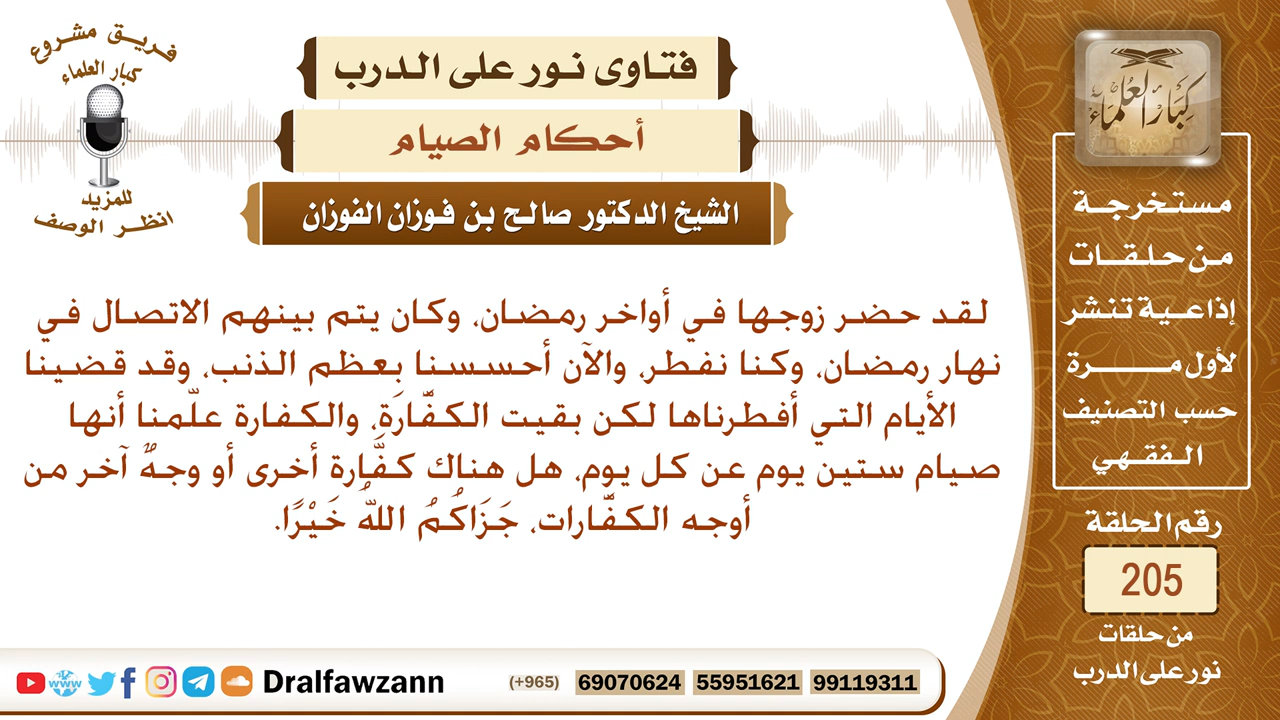 فريق مشروع
كبار العلماء
للمزيد
انظر الوصف
فتاوى نور على الدرب
أحكام الصيام
الشيخ الدكتور صالح بن فوزان الفوزان
لقد حضر زوجها في أواخر رمضان، وكان يتم بينهم الاتصال في
نهار رمضان، وكنا نفطر، والآن أحسسنا بِعظم الذنب، وقد قضينا
الأيام التي أفطرناها لكن بقيت الكفَّارَة، والكفارة علّمنا أنها
صيام ستين يوم عن كل يوم، هل هناك كفَّارة أخرى أو وجهٌ آخر من
أوجه الكفّارات، جَزَاكُمُ اللهُ خَيْرًا.
كبار العلماء
مستخرجة
من حلقات
إذاعية تنشر
لأول مرة
حسب التصنيف
الفقهي
رقم الحلقة
205
من حلقات
نور على الدرب
www
Dralfawzann
(+965) 69070624 55951621 99119311